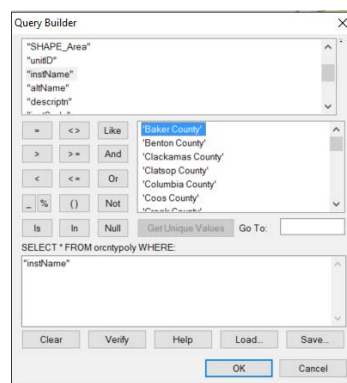 Query Builder
"SHAPE_Area"
"unitID"
"instName"
"altName"
"descriptn"
= <> Like
> >= And
< <= Or
_ % () Not
Is In Null
'Baker County'
'Benton County'
'Clackamas County'
'Clatsop County'
'Columbia County'
'Coos County'
'Crook County'
Get Unique Values Go To:
SELECT * FROM orcntypoly WHERE:
"instName"
Clear Verify Help Load... Save...
OK Cancel